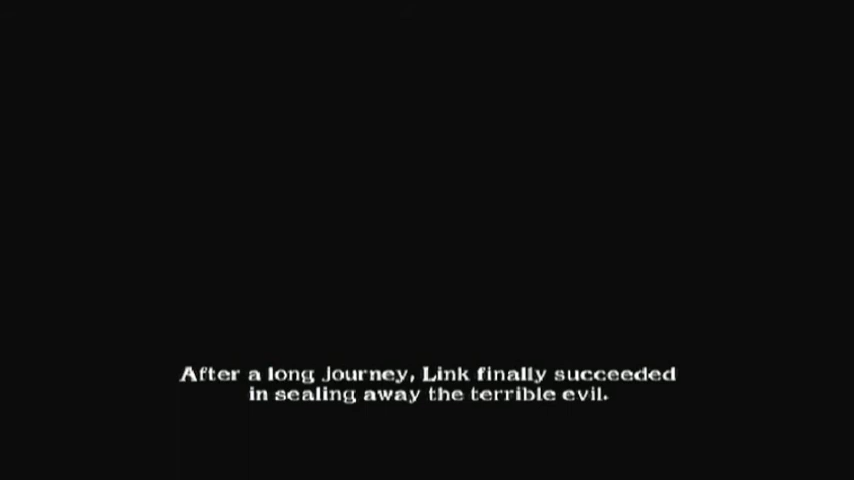 After a long Journey, Link finally succeeded
in sealing away the terrible evil.